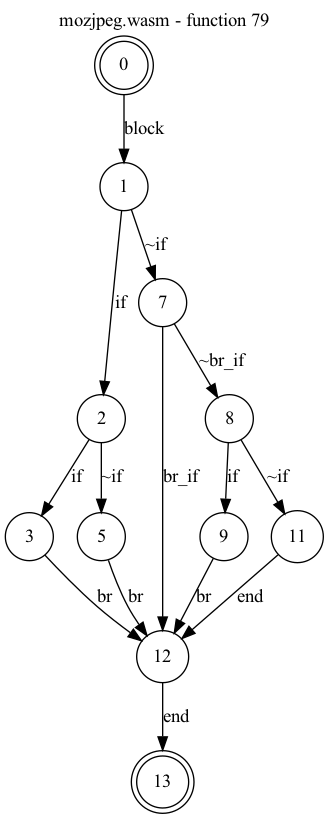 mozjpeg.wasm - function 79
0
block
1
~if
if
7
~br_if
2
8
if
~if
br_if
if
~if
3
5
9
11
br
br
br
end
12
end
13